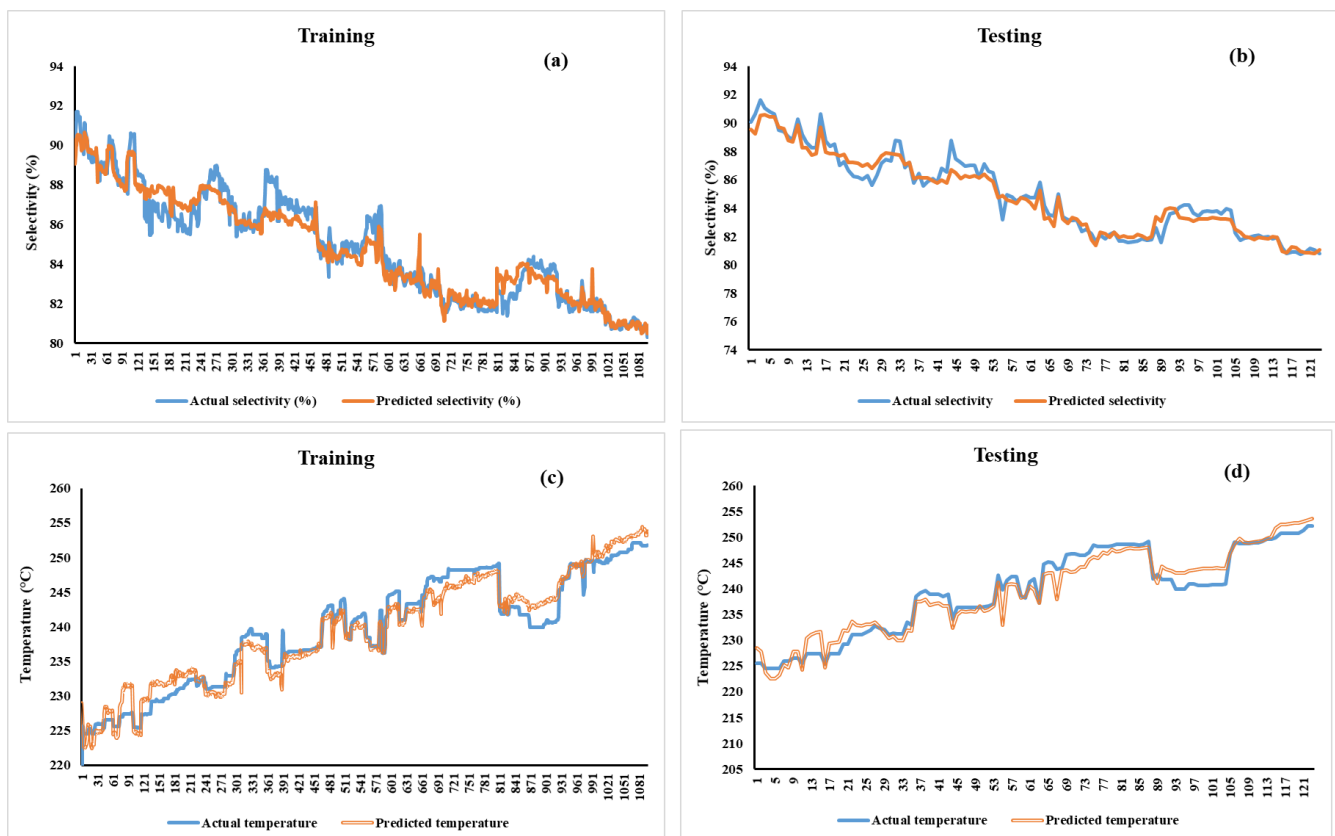 Training
(a)
94
92
90
88
86
84
82
80
Selectivity (%)
1 31 61 91 121 151 181 211 241 271 301 331 361 391 421 451 481 511 541 571 601 631 661 691 721 751 781 811 841 871 901 931 961 991 1021 1051 1081
Actual selectivity (%) Predicted selectivity (%)
Testing
(b)
94
92
90
88
86
84
82
80
78
76
74
Selectivity (%)
1 5 9 13 17 21 25 29 33 37 41 45 49 53 57 61 65 69 73 77 81 85 89 93 97 101 105 109 113 117 121
Actual selectivity Predicted selectivity
Training
(c)
260
255
250
245
240
235
230
225
220
Temperature (°C)
1 31 61 91 121 151 181 211 241 271 301 331 361 391 421 451 481 511 541 571 601 631 661 691 721 751 781 811 841 871 901 931 961 991 1021 1051 1081
Actual temperature Predicted temperature
Testing
(d)
260
255
250
245
240
235
230
225
220
215
210
205
Temperature (°C)
1 5 9 13 17 21 25 29 33 37 41 45 49 53 57 61 65 69 73 77 81 85 89 93 97 101 105 109 113 117 121
Actual temperature Predicted temperature